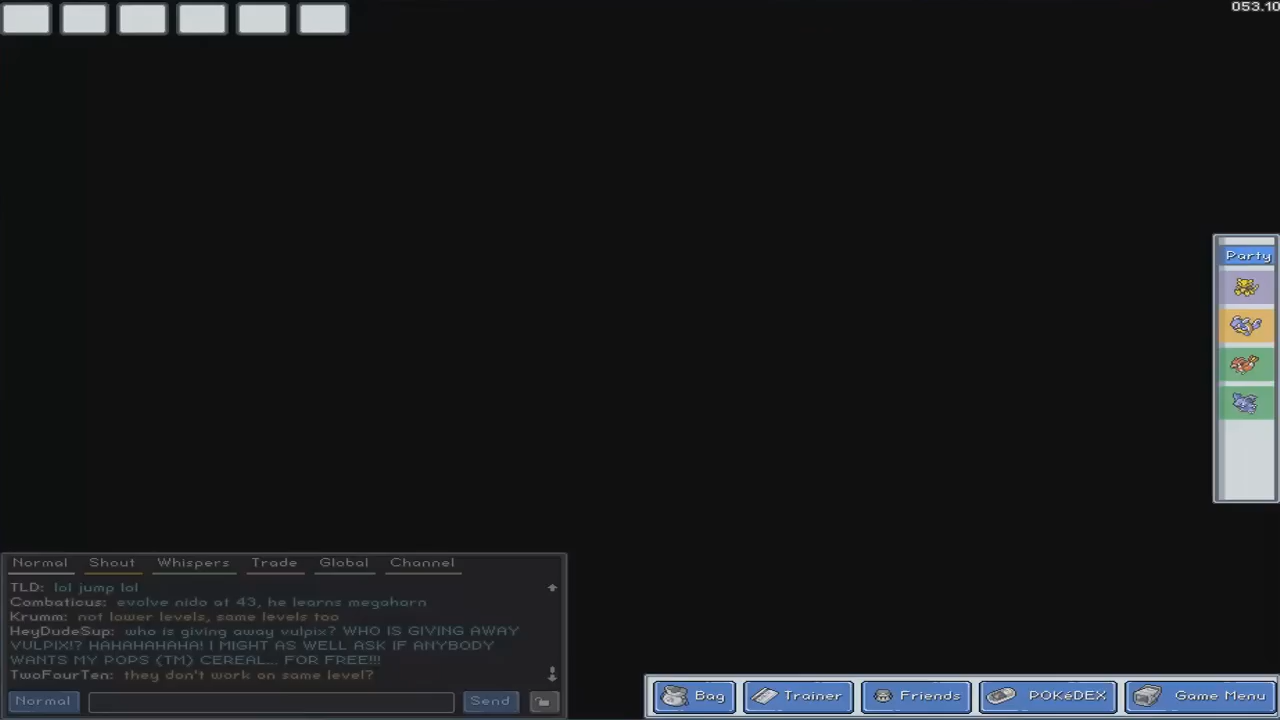 053.10
Party
Normal Shout Whispers Trade Global Channel
TLD: lol jump lol
Combatious: evolve nido at 43, he learns megaharn
Krumm: not lower levels, same levels too
HeyDudeSup: who is giving away vulpix? WHO IS GIVING AWAY
VULPIX!? HAHAHAHAHA! I MIGHT AS WELL ASK IF ANYBODY
WANTS MY POPS (TM) CEREAL... FOR FREE!!!
TwoFourTen: they don't work on same level?
Normal Send
Bag Trainer Friends POKéDEX Game Menu